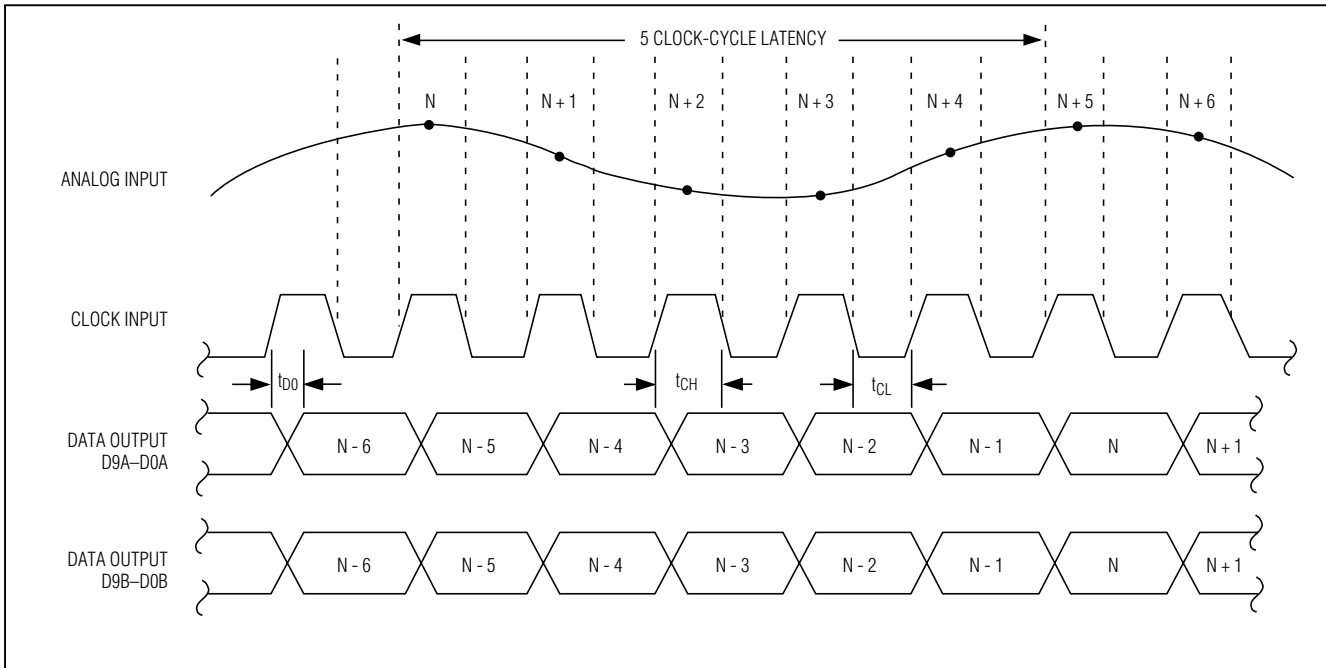 5 CLOCK-CYCLE LATENCY
N N + 1 N + 2 N + 3 N + 4 N + 5 N + 6
ANALOG INPUT
CLOCK INPUT
tD0 tCH tCL
DATA OUTPUT
D9A–D0A
N - 6 N - 5 N - 4 N - 3 N - 2 N - 1 N N + 1
DATA OUTPUT
D9B–D0B
N - 6 N - 5 N - 4 N - 3 N - 2 N - 1 N N + 1